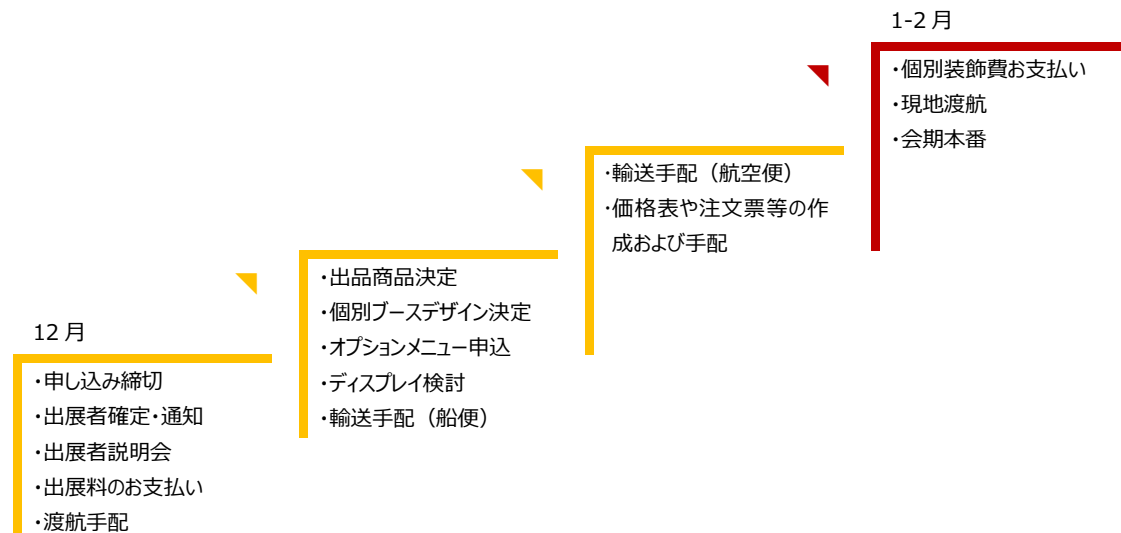 12 月
・申し込み締切
・出展者確定・通知
・出展者説明会
・出展料のお支払い
・渡航手配
・出品商品決定
・個別ブースデザイン決定
・オプションメニュー申込
・ディスプレイ検討
・輸送手配（船便）
・輸送手配（航空便）
・価格表や注文票等の作
成および手配
1-2 月
・個別装飾費お支払い
・現地渡航
・会期本番